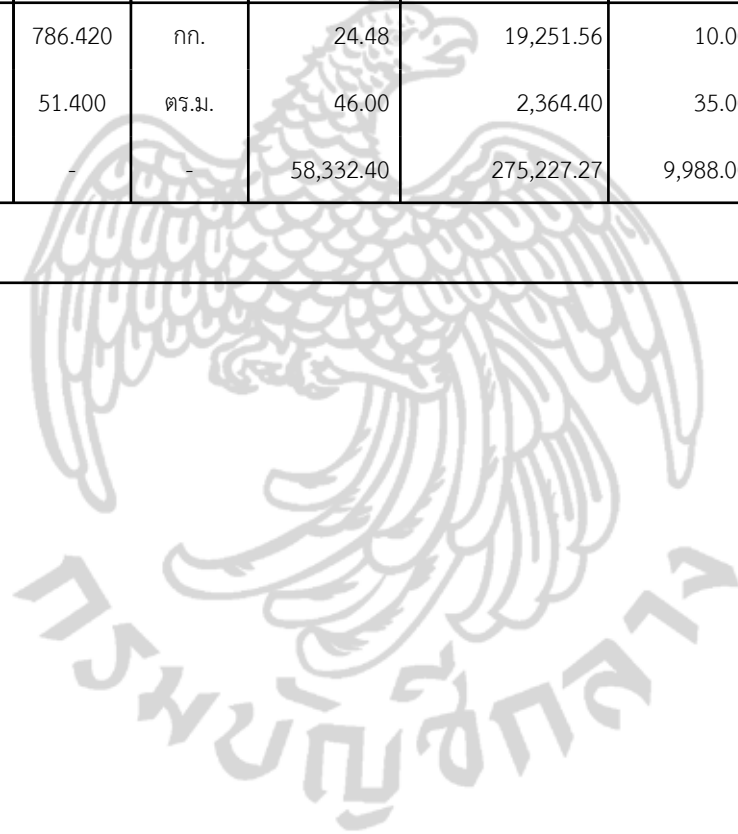 786.420 กก. 24.48 19,251.56 10.0
51.400 ตร.ม. 46.00 2,364.40 35.0
- - 58,332.40 275,227.27 9,988.0
กรมบัญชีกลาง